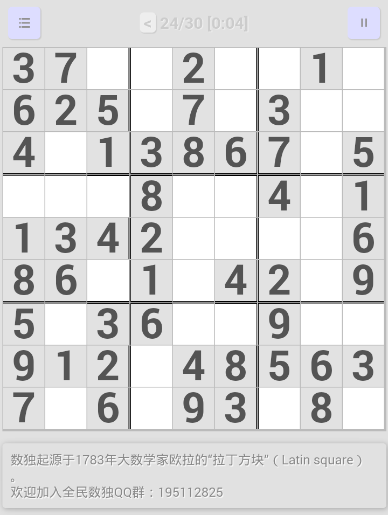 < 24/30 [0:04]
3 7 2 1
6 2 5 7 3
4 1 3 8 6 7 5
8 4 1
1 3 4 2 6
8 6 1 4 2 9
5 3 6 9
9 1 2 4 8 5 6 3
7 6 9 3 8
数独起源于1783年大数学家欧拉的“拉丁方块”( Latin square )
。
欢迎加入全民数独QQ群：195112825